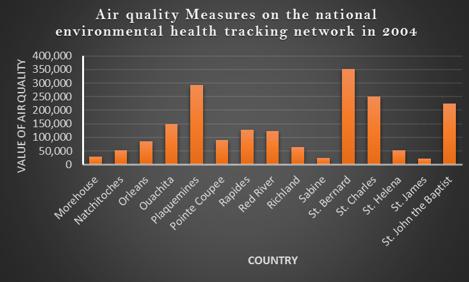 Air quality Measures on the national
environmental health tracking network in 2004
VALUE OF AIR QUALITY
400,000
350,000
300,000
250,000
200,000
150,000
100,000
50,000
0
Morehouse
Natchitoches
Orleans
Ouachita
Plaquemines
Pointe Coupee
Rapides
Red River
Richland
Sabine
St. Bernard
St. Charles
St. Helena
St. James
St. John the Baptist
COUNTRY